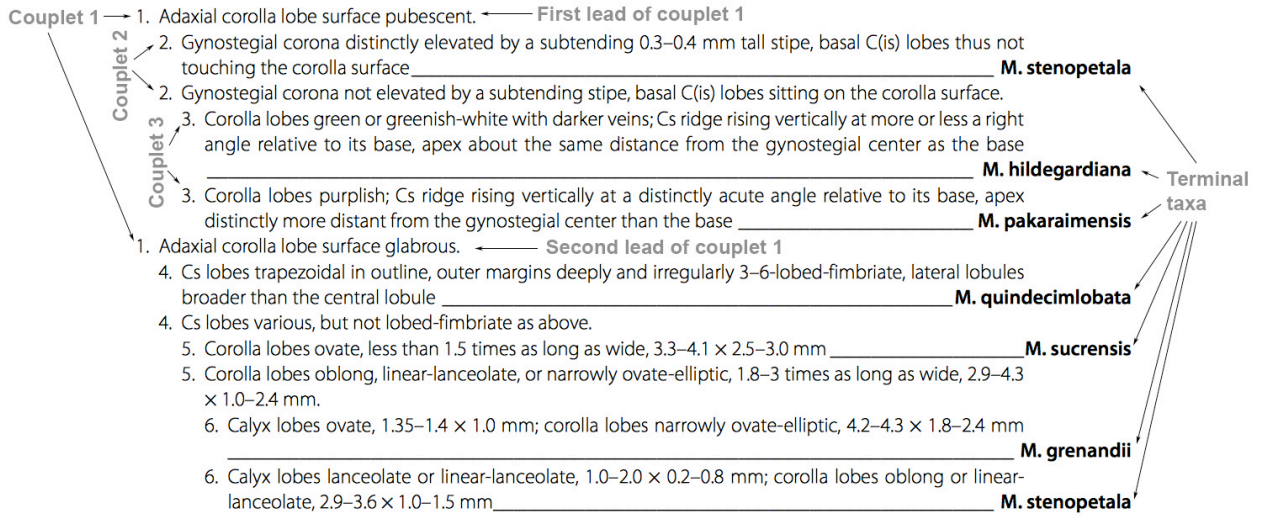 Couplet 1
1. Adaxial corolla lobe surface pubescent.
First lead of couplet 1
Couplet 2
2. Gynostegial corona distinctly elevated by a subtending 0.3–0.4 mm tall stipe, basal C(is) lobes thus not
touching the corolla surface M. stenopetala
2. Gynostegial corona not elevated by a subtending stipe, basal C(is) lobes sitting on the corolla surface.
Couplet 3
3. Corolla lobes green or greenish-white with darker veins; Cs ridge rising vertically at more or less a right
angle relative to its base, apex about the same distance from the gynostegial center as the base
M. hildegardiana
3. Corolla lobes purplish; Cs ridge rising vertically at a distinctly acute angle relative to its base, apex
distinctly more distant from the gynostegial center than the base M. pakaraimensis
Terminal
taxa
1. Adaxial corolla lobe surface glabrous.
Second lead of couplet 1
4. Cs lobes trapezoidal in outline, outer margins deeply and irregularly 3–6-lobed-fimbriate, lateral lobules
broader than the central lobule M. quindecimlobata
4. Cs lobes various, but not lobed-fimbriate as above.
5. Corolla lobes ovate, less than 1.5 times as long as wide, 3.3–4.1 × 2.5–3.0 mm M. sucrensis
5. Corolla lobes oblong, linear-lanceolate, or narrowly ovate-elliptic, 1.8–3 times as long as wide, 2.9–4.3
× 1.0–2.4 mm.
6. Calyx lobes ovate, 1.35–1.4 × 1.0 mm; corolla lobes narrowly ovate-elliptic, 4.2–4.3 × 1.8–2.4 mm
M. grenandii
6. Calyx lobes lanceolate or linear-lanceolate, 1.0–2.0 × 0.2–0.8 mm; corolla lobes oblong or linear-
lanceolate, 2.9–3.6 × 1.0–1.5 mm M. stenopetala